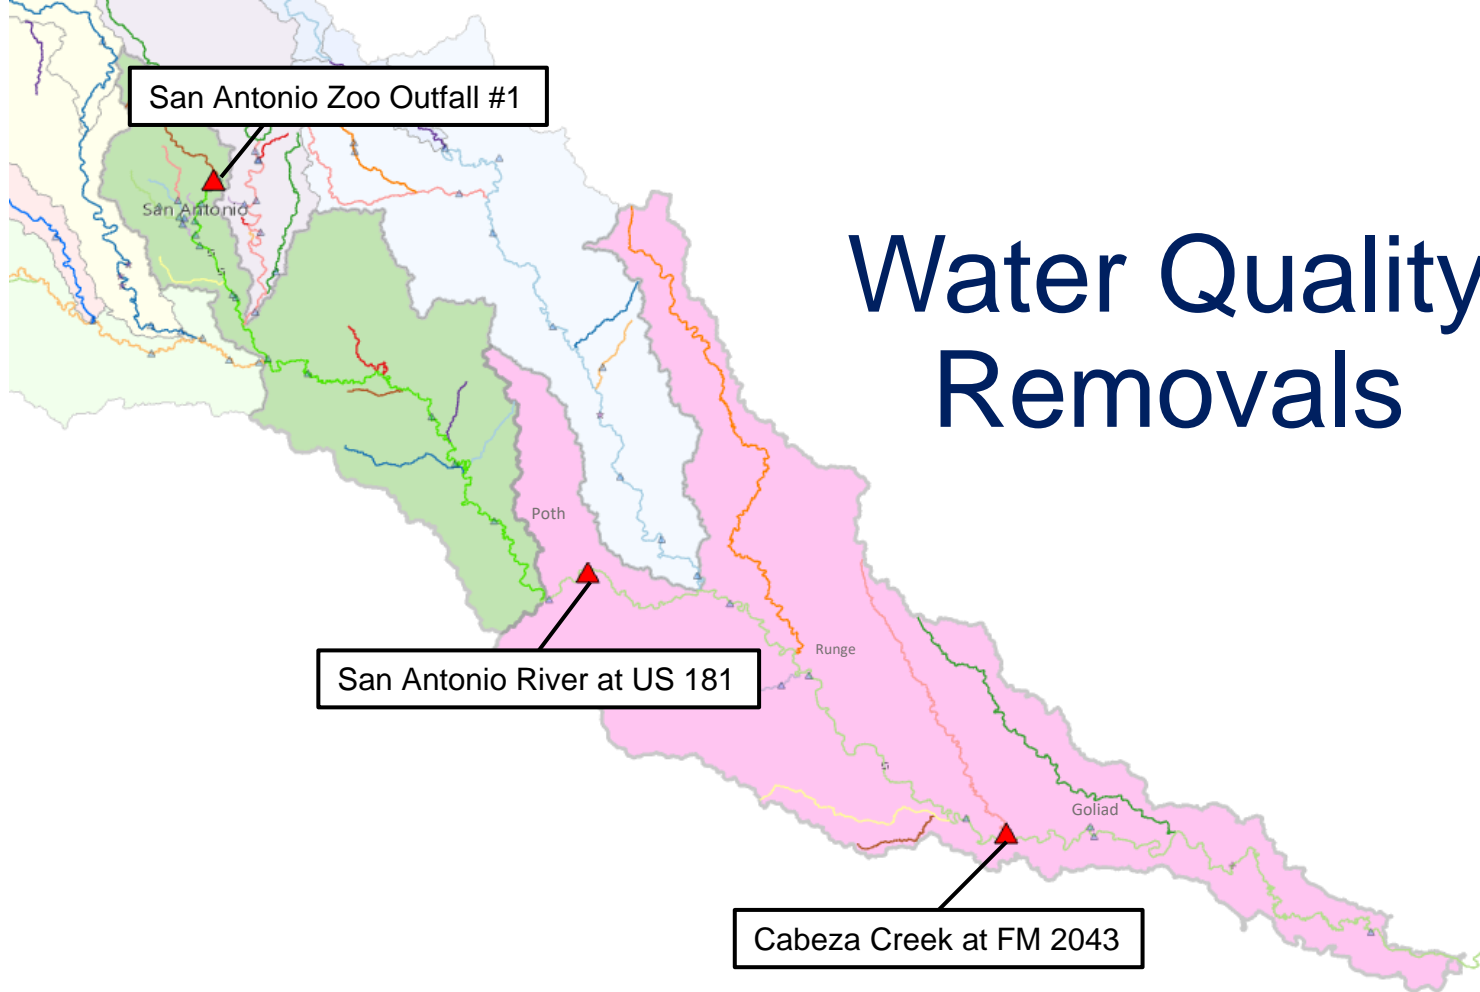 San Antonio Zoo Outfall #1
San Antonio
Water Quality
Removals
Poth
San Antonio River at US 181
Runge
Goliad
Cabeza Creek at FM 2043